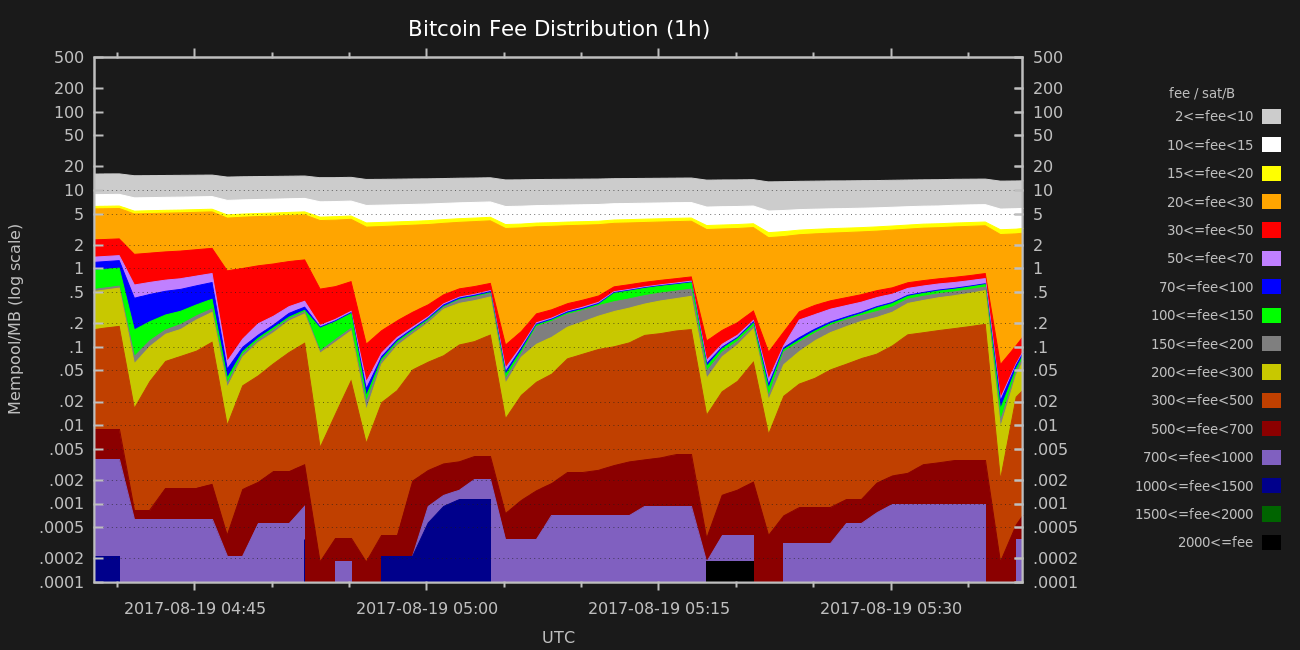 Bitcoin Fee Distribution (1h)
500
200
100
50
20
10
5
2
1
.5
.2
.1
.05
.02
.01
.005
.002
.001
.0005
.0002
.0001
Mempool/MB (log scale)
500
200
100
50
20
10
5
2
1
.5
.2
.1
.05
.02
.01
.005
.002
.001
.0005
.0002
.0001
2017-08-19 04:45
2017-08-19 05:00
2017-08-19 05:15
2017-08-19 05:30
UTC
fee / sat/B
2<=fee<10
10<=fee<15
15<=fee<20
20<=fee<30
30<=fee<50
50<=fee<70
70<=fee<100
100<=fee<150
150<=fee<200
200<=fee<300
300<=fee<500
500<=fee<700
700<=fee<1000
1000<=fee<1500
1500<=fee<2000
2000<=fee